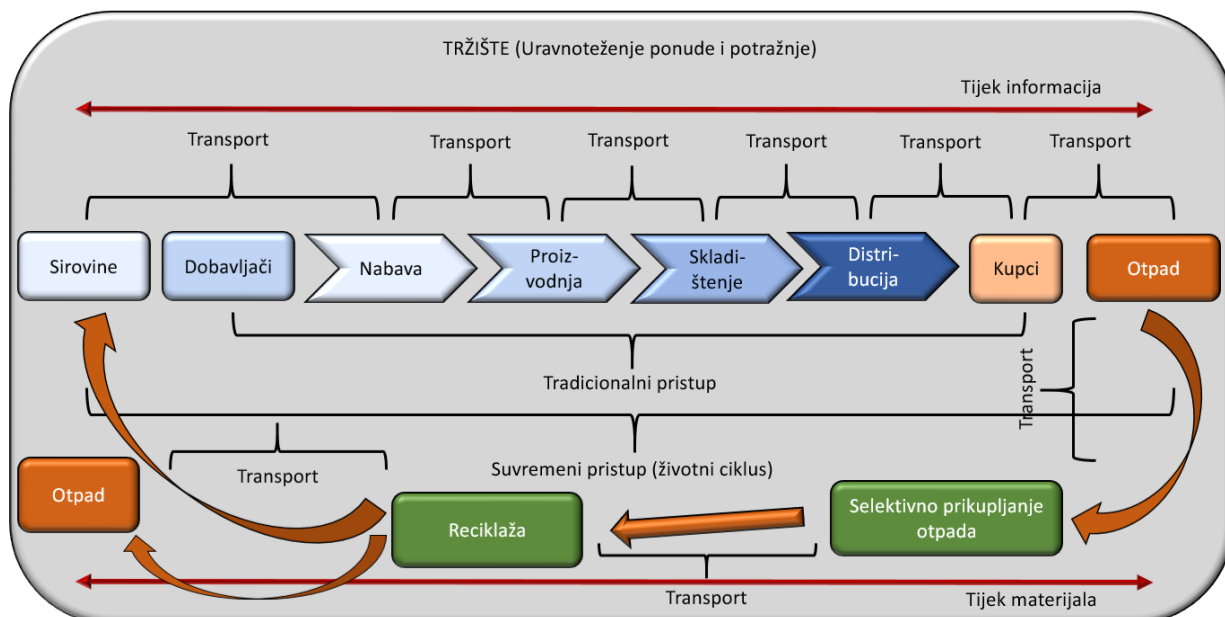 TRŽIŠTE (Uravnoteženje ponude i potražnje)
Tijek informacija
Transport
Transport
Transport
Transport
Transport
Transport
Sirovine
Dobavljači
Nabava
Proiz-
vodnja
Skladi-
štenje
Distri-
bucija
Kupci
Otpad
Tradicionalni pristup
Transport
Suvremeni pristup (životni ciklus)
Transport
Otpad
Reciklaža
Selektivno prikupljanje
otpada
Transport
Tijek materijala